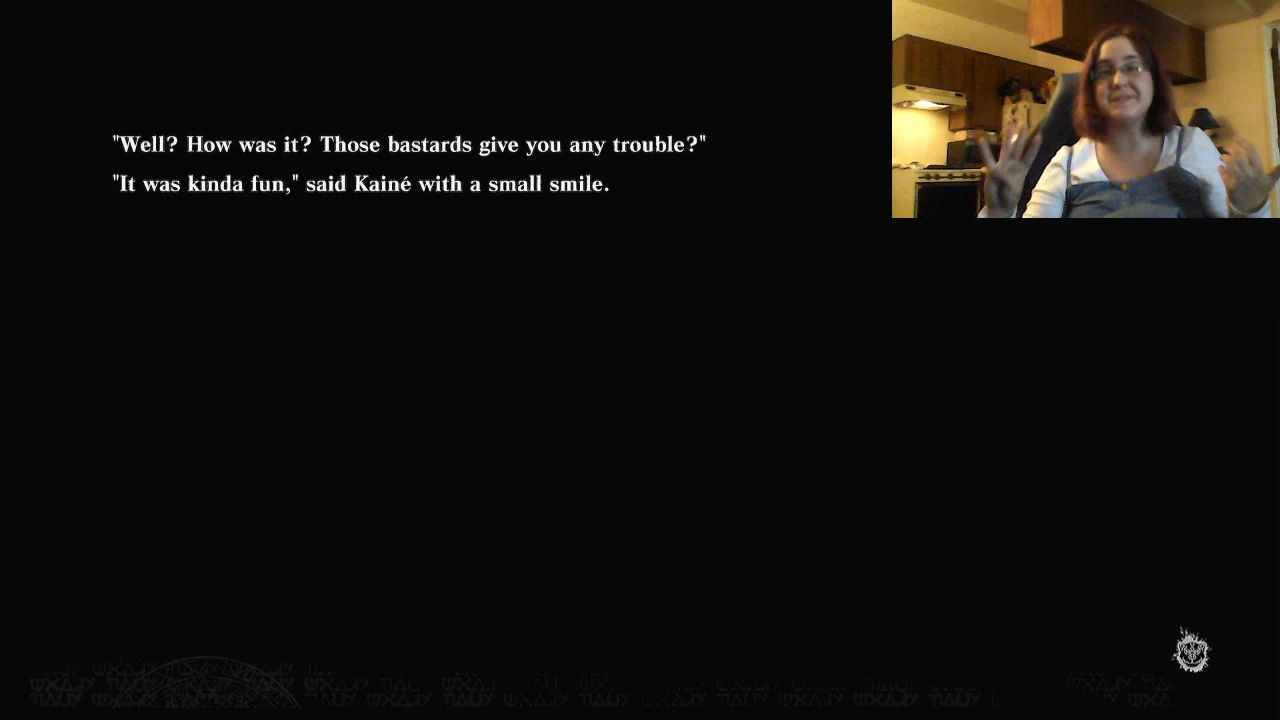 "Well? How was it? Those bastards give you any trouble?"
"It was kinda fun," said Kainé with a small smile.